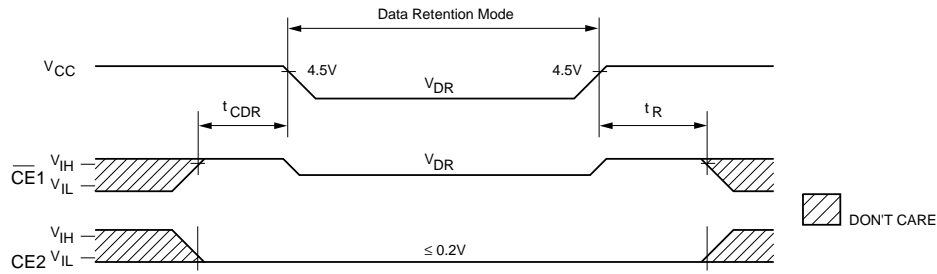 Data Retention Mode
VCC
4.5V
VDR
4.5V
tCDR
tR
CE1
VIH
VIL
VDR
DON'T CARE
CE2
VIH
VIL
≤ 0.2V